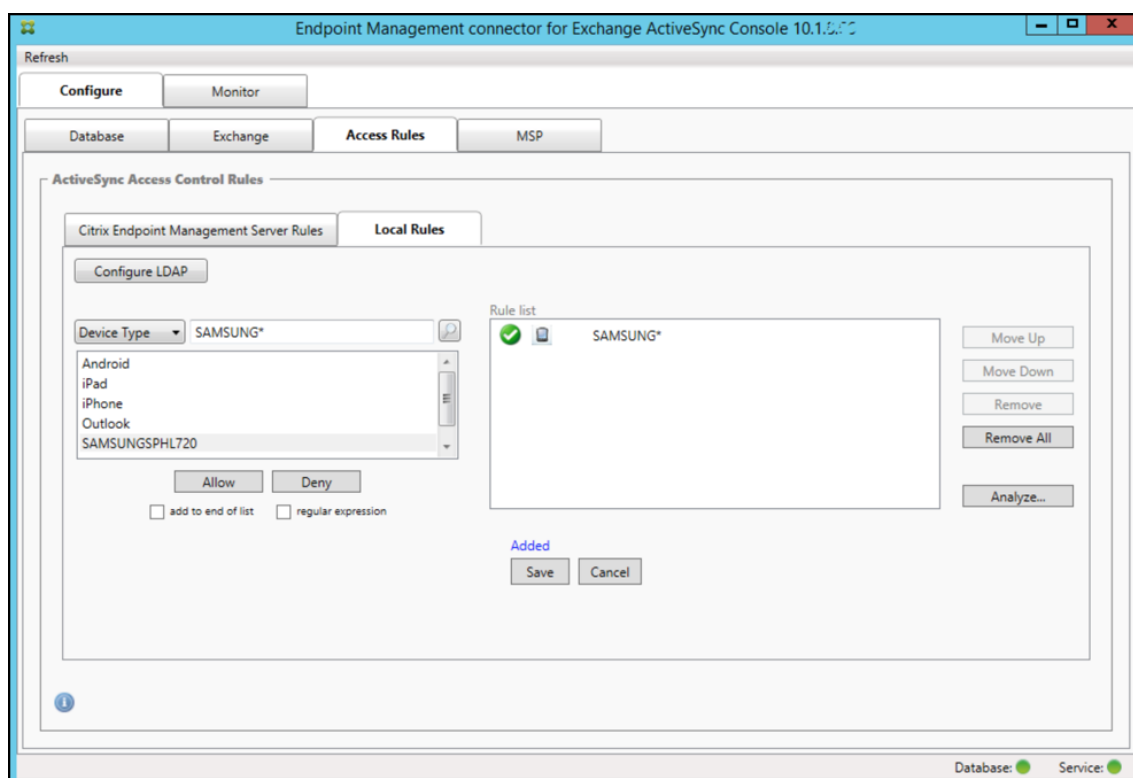 Endpoint Management connector for Exchange ActiveSync Console 10.1.
Refresh
Configure Monitor
Database Exchange Access Rules MSP
ActiveSync Access Control Rules
Citrix Endpoint Management Server Rules Local Rules
Configure LDAP
Rule list
Device Type SAMSUNG* SAMSUNG* Move Up
Android
iPad Move Down
iPhone Remove
Outlook
SAMSUNGSPHL720 Remove All
Allow Deny Analyze...
add to end of list regular expression
Added
Save Cancel
Database: Service: